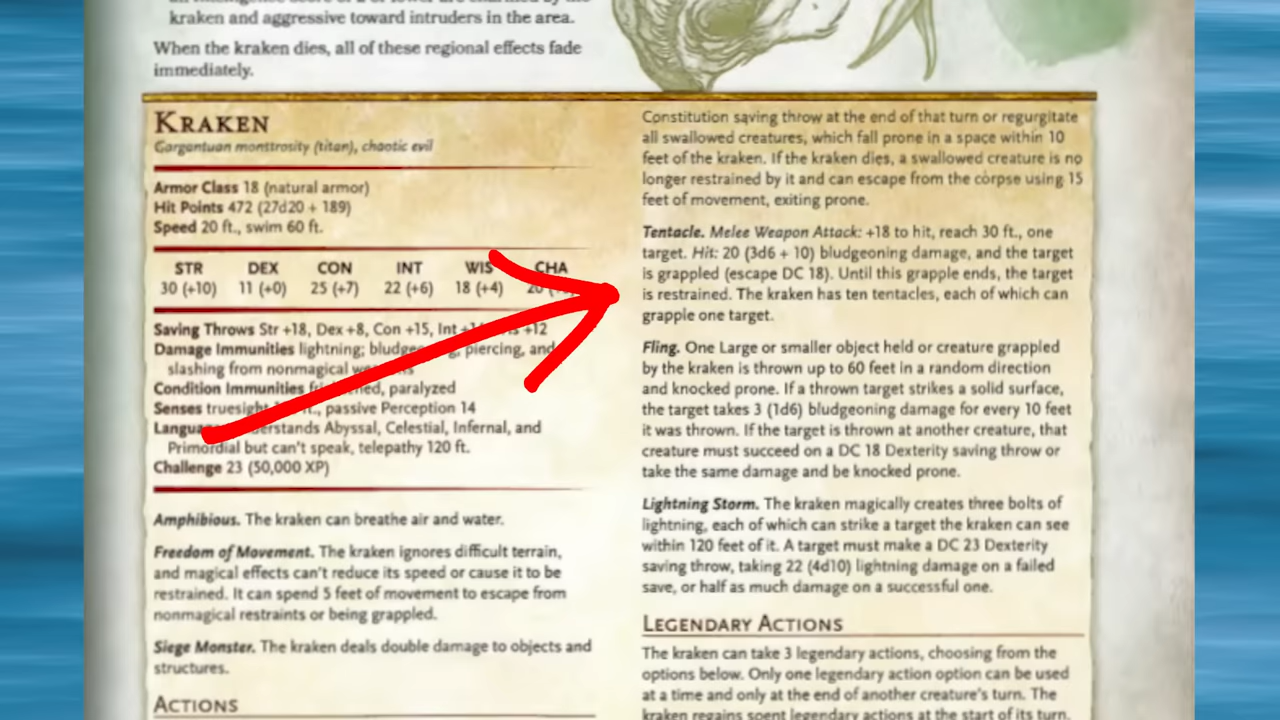 kraken and aggressive toward intruders in the area.
When the kraken dies, all of these regional effects fade
immediately.
KRAKEN
Gargantuan monstrosity (titan), chaotic evil
Armor Class 18 (natural armor)
Hit Points 472 (27d20 + 189)
Speed 20 ft., swim 60 ft.
STR DEX CON INT WIS CHA
30 (+10) 11 (+0) 25 (+7) 22 (+6) 18 (+4) 20
Saving Throws Str +18, Dex +8, Con +15, Int +12
Damage Immunities lightning; piercing, and
slashing from nonmagical
Condition Immunities paralyzed
Senses truesight ft., passive Perception 14
Abyssal, Celestial, Infernal, and
Primordial but can't speak, telepathy 120 ft.
Challenge 23 (50,000 XP)
Amphibious. The kraken can breathe air and water.
Freedom of Movement. The kraken ignores difficult terrain,
and magical effects can't reduce its speed or cause it to be
restrained. It can spend 5 feet of movement to escape from
nonmagical restraints or being grappled.
Siege Monster. The kraken deals double damage to objects and
structures.
ACTIONS
Constitution saving throw at the end of that turn or regurgitate
all swallowed creatures, which fall prone in a space within 10
feet of the kraken. If the kraken dies, a swallowed creature is no
longer restrained by it and can escape from the corpse using 15
feet of movement, exiting prone.
Tentacle. Melee Weapon Attack: +18 to hit, reach 30 ft., one
target. Hit: 20 (3d6 + 10) bludgeoning damage, and the target
is grappled (escape DC 18). Until this grapple ends, the target
is restrained. The kraken has ten tentacles, each of which can
grapple one target.
Fling. One Large or smaller object held or creature grappled
by the kraken is thrown up to 60 feet in a random direction
and knocked prone. If a thrown target strikes a solid surface,
the target takes 3 (1d6) bludgeoning damage for every 10 feet
it was thrown. If the target is thrown at another creature, that
creature must succeed on a DC 18 Dexterity saving throw or
take the same damage and be knocked prone.
Lightning Storm. The kraken magically creates three bolts of
lightning, each of which can strike a target the kraken can see
within 120 feet of it. A target must make a DC 23 Dexterity
saving throw, taking 22 (4d10) lightning damage on a failed
save, or half as much damage on a successful one.
LEGENDARY ACTIONS
The kraken can take 3 legendary actions, choosing from the
options below. Only one legendary action option can be used
at a time and only at the end of another creature's turn. The
kraken regains spent legendary actions at the start of its turn.